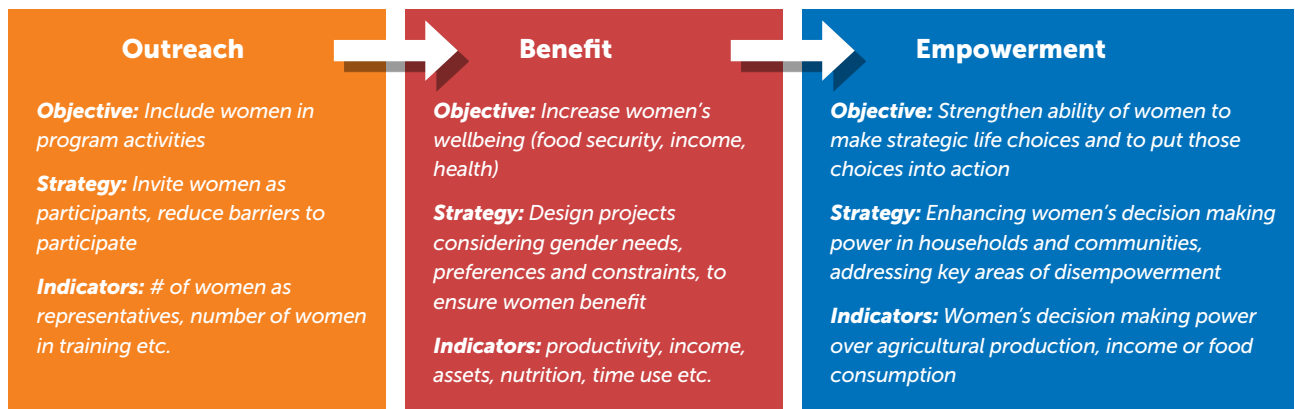 Outreach
Objective: Include women in
program activities
Strategy: Invite women as
participants, reduce barriers to
participate
Indicators: # of women as
representatives, number of women
in training etc.
Benefit
Objective: Increase women's
wellbeing (food security, income,
health)
Strategy: Design projects
considering gender needs,
preferences and constraints, to
ensure women benefit
Indicators: productivity, income,
assets, nutrition, time use etc.
Empowerment
Objective: Strengthen ability of women to
make strategic life choices and to put those
choices into action
Strategy: Enhancing women's decision making
power in households and communities,
addressing key areas of disempowerment
Indicators: Women's decision making power
over agricultural production, income or food
consumption